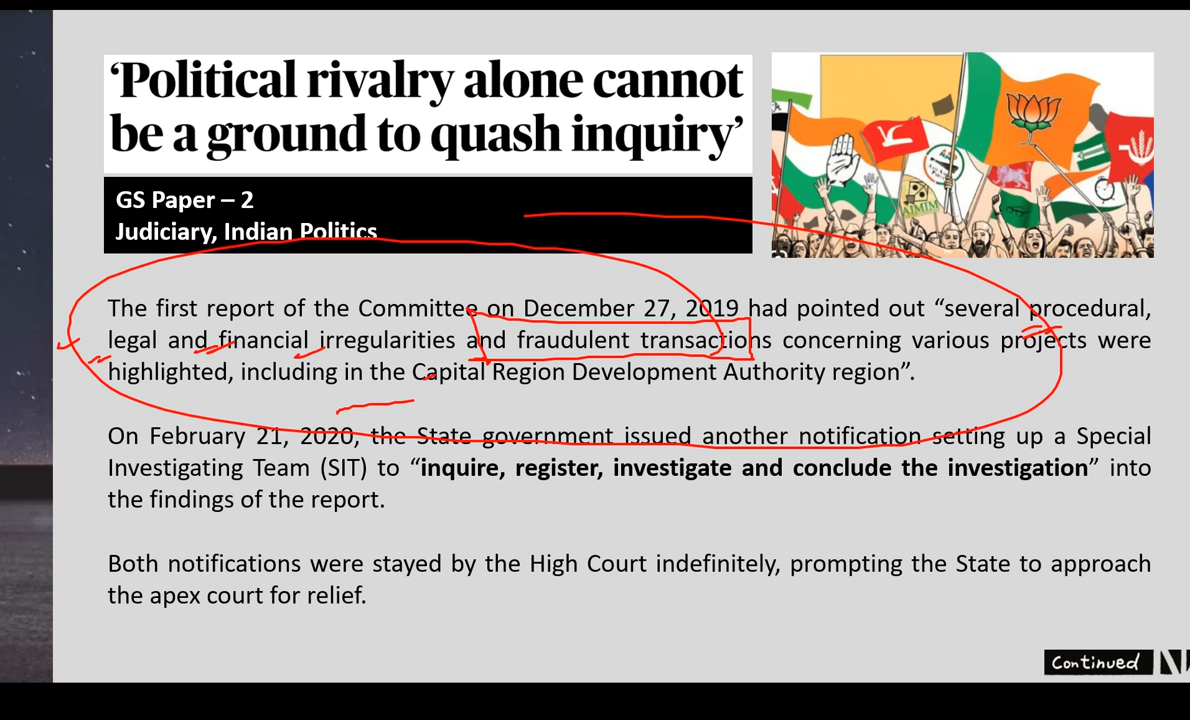 ‘Political rivalry alone cannot
be a ground to quash inquiry’
GS Paper – 2
Judiciary, Indian Politics
AIMIM
The first report of the Committee on December 27, 2019 had pointed out “several procedural,
legal and financial irregularities and fraudulent transactions concerning various projects were
highlighted, including in the Capital Region Development Authority region”.
On February 21, 2020, the State government issued another notification setting up a Special
Investigating Team (SIT) to “inquire, register, investigate and conclude the investigation” into
the findings of the report.
Both notifications were stayed by the High Court indefinitely, prompting the State to approach
the apex court for relief.
Continued